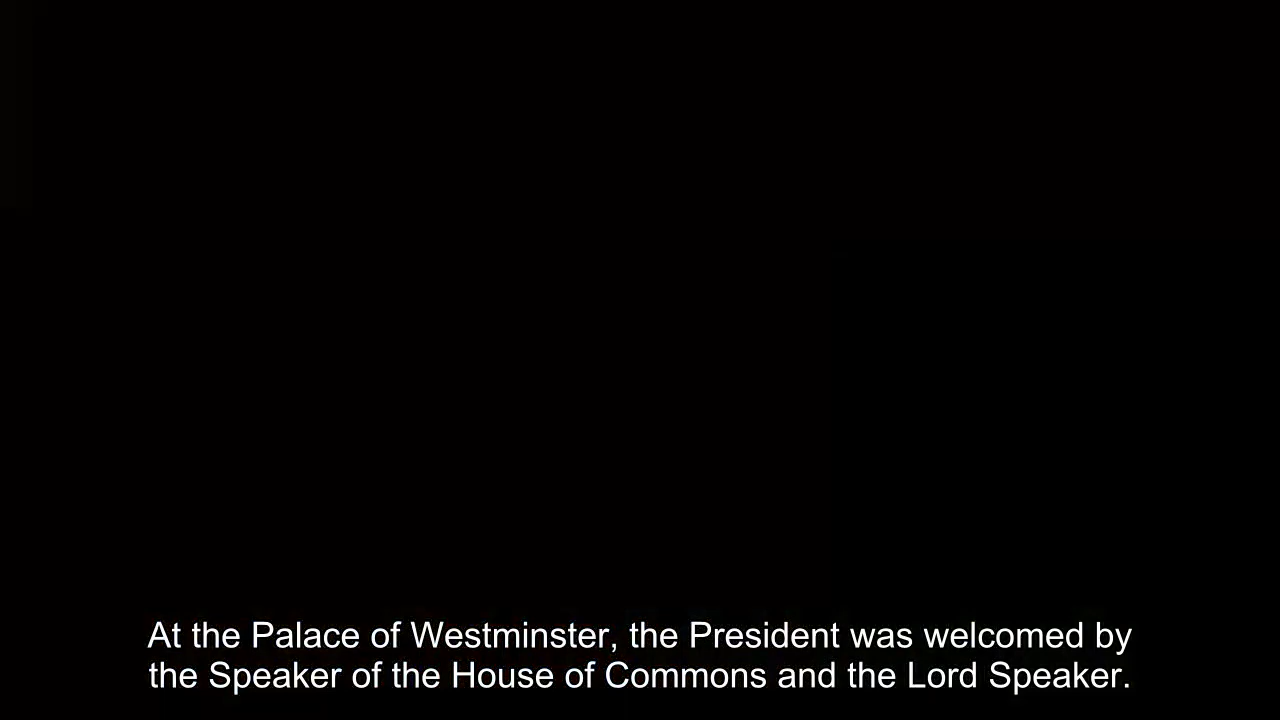 At the Palace of Westminster, the President was welcomed by
the Speaker of the House of Commons and the Lord Speaker.